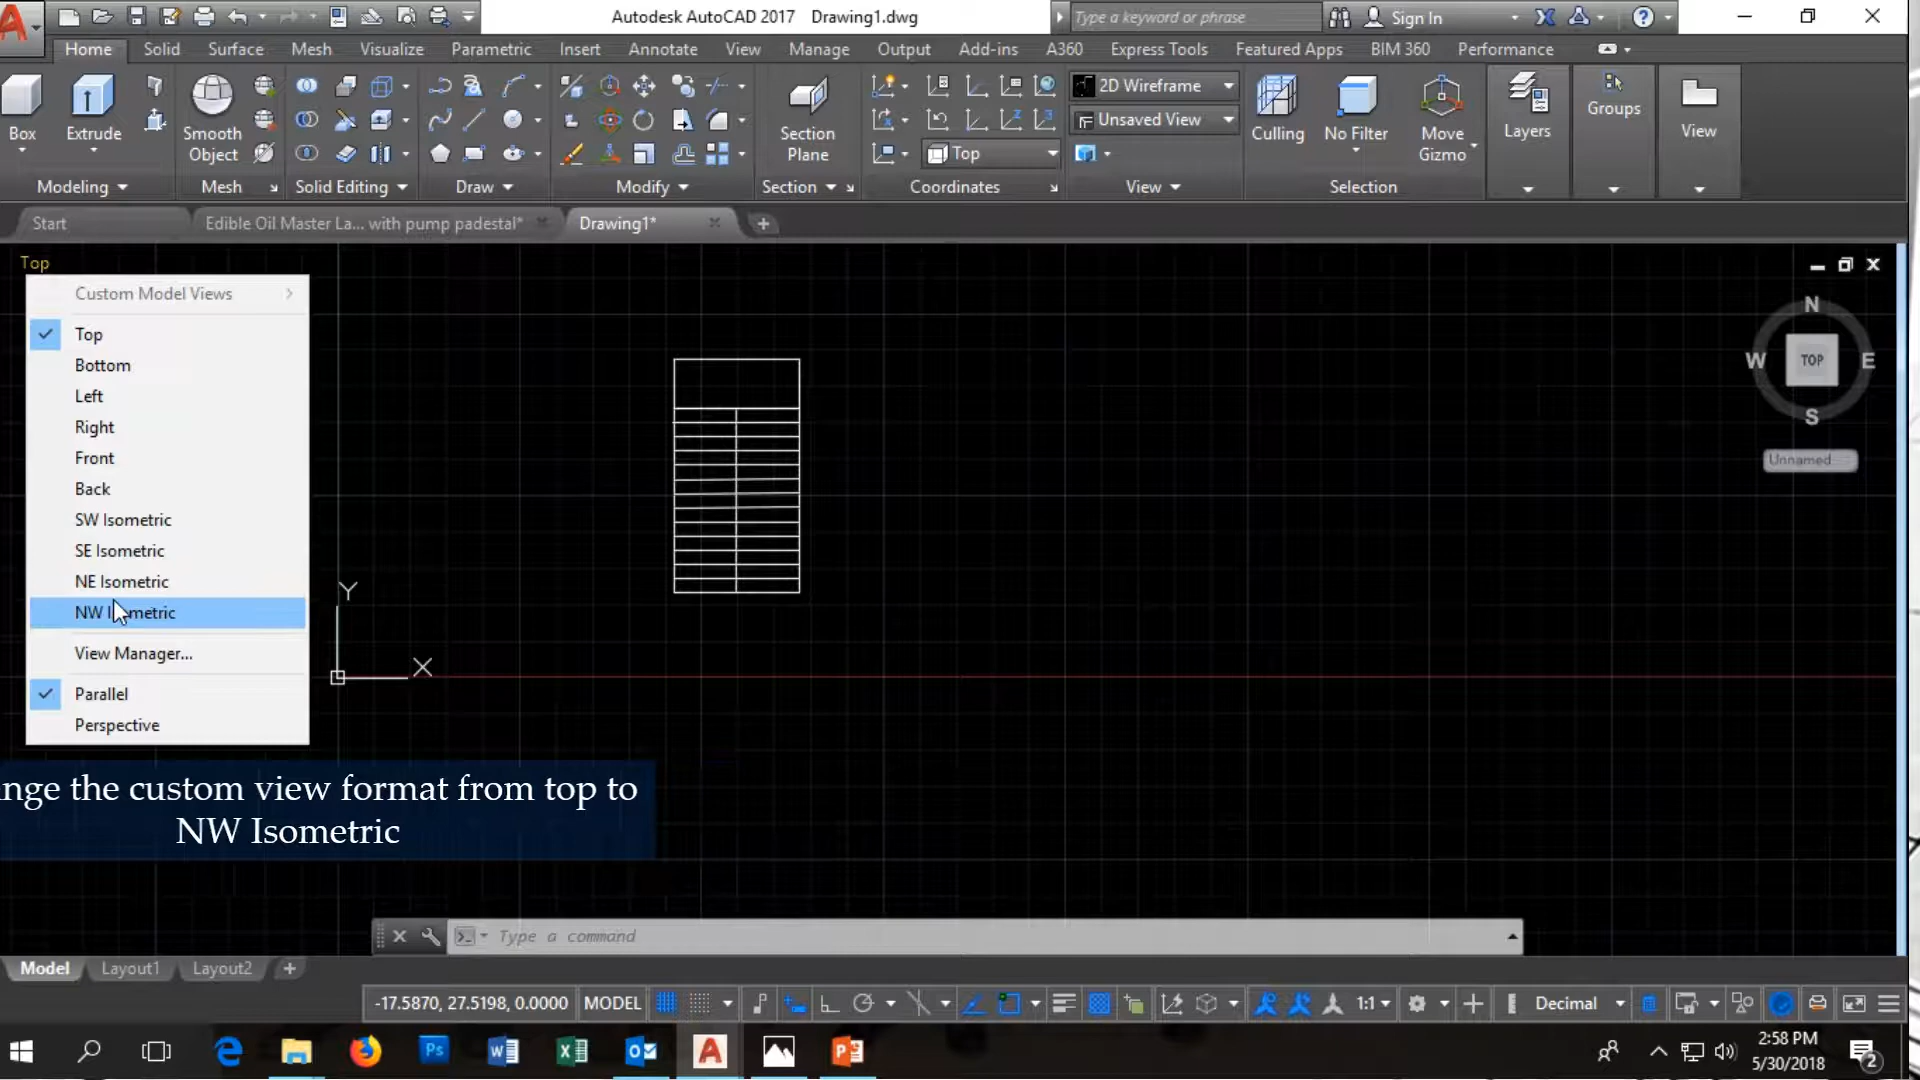 Autodesk AutoCAD 2017 Drawing1.dwg
Type a keyword or phrase
Sign In
Home Solid Surface Mesh Visualize Parametric Insert Annotate View Manage Output Add-ins A360 Express Tools Featured Apps BIM 360 Performance
Box
Extrude
Smooth
Object
Section
Plane
2D Wireframe
Unsaved View
Top
Culling
No Filter
Move
Gizmo
Layers
Groups
View
Modeling Mesh Solid Editing Draw Modify Section Coordinates View Selection
Start
Edible Oil Master La... with pump padestal*
Drawing1*
Top
Custom Model Views
Top
Bottom
Left
Right
Front
Back
SW Isometric
SE Isometric
NE Isometric
NW Isometric
View Manager...
Parallel
Perspective
Y
X
N
W TOP E
S
Unnamed
nge the custom view format from top to
NW Isometric
Type a command
Model Layout1 Layout2
-17.5870, 27.5198, 0.0000 MODEL 1:1 Decimal
Ps
2:58 PM
5/30/2018
2